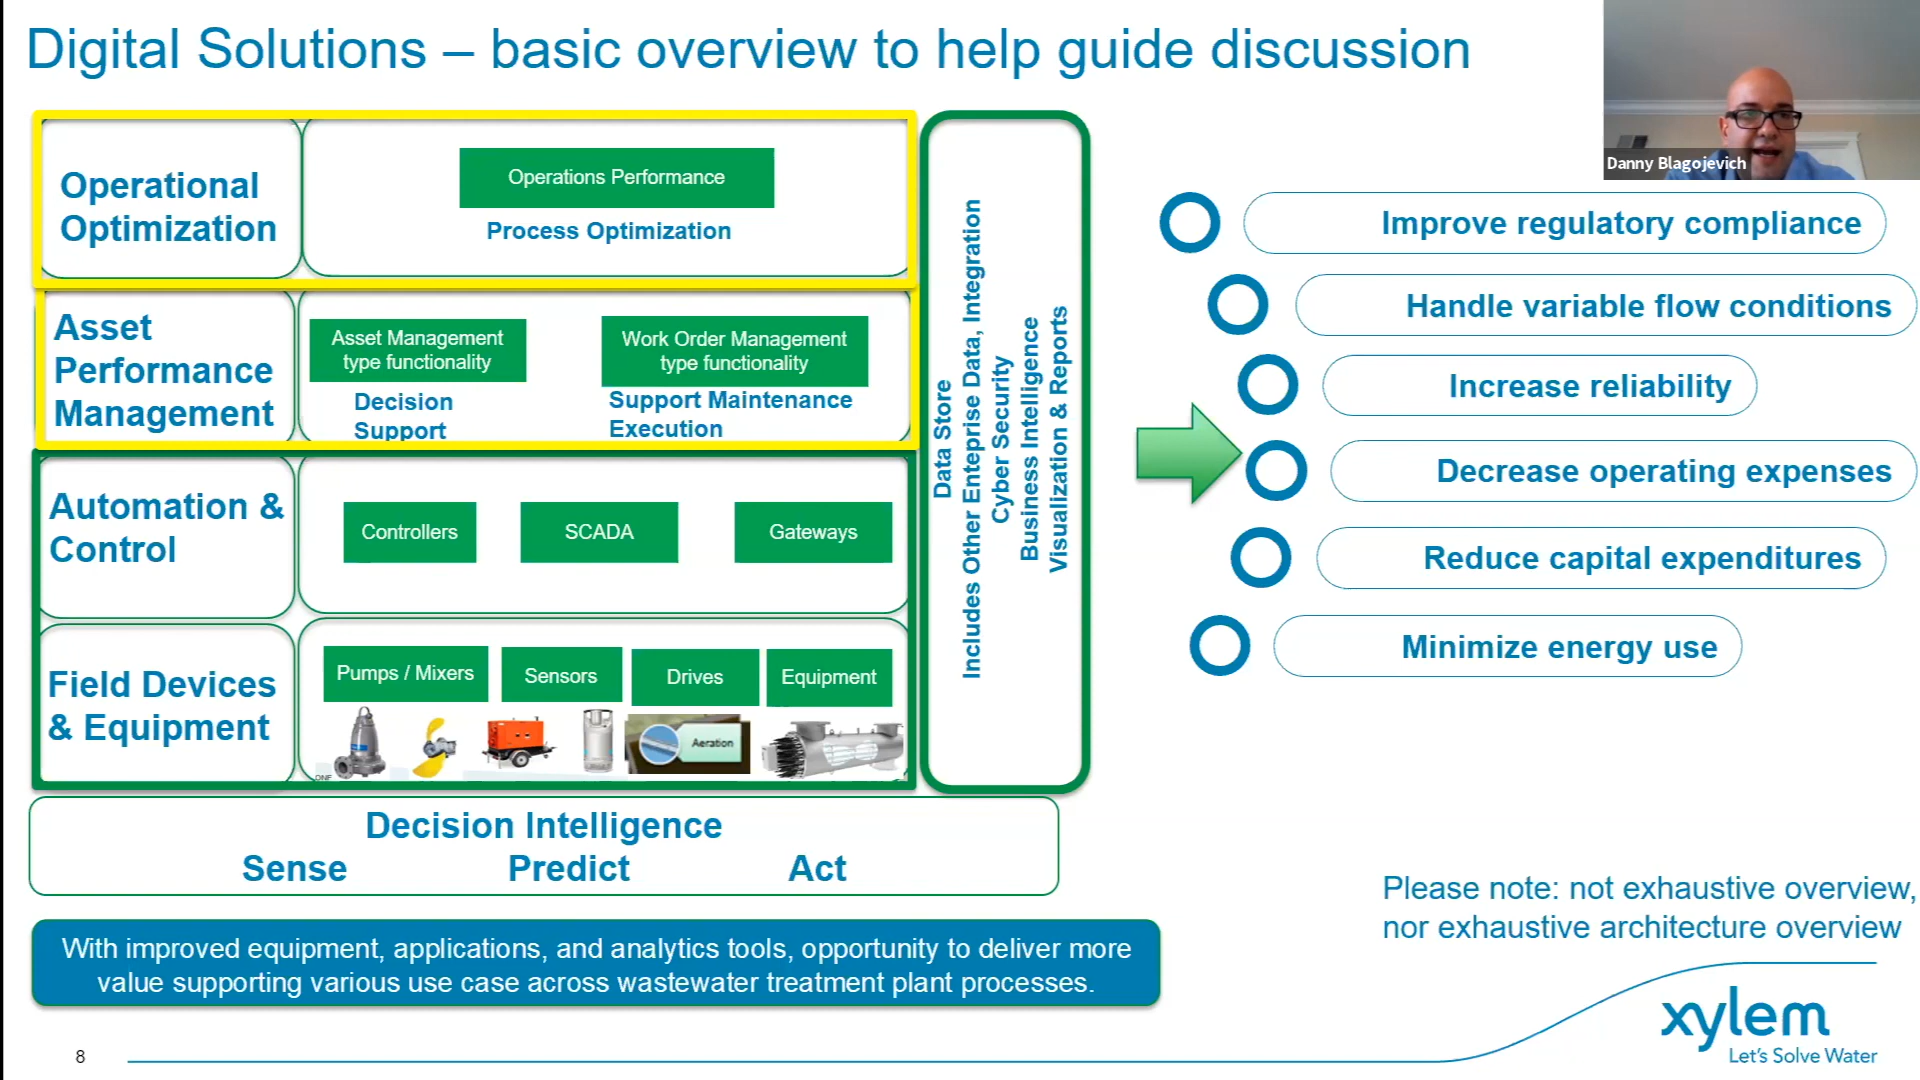 Digital Solutions – basic overview to help guide discussion
Danny Blagojevich
Operational
Optimization
Operations Performance
Process Optimization
Asset
Performance
Management
Asset Management
type functionality
Decision
Support
Work Order Management
type functionality
Support Maintenance
Execution
Automation &
Control
Controllers
SCADA
Gateways
Field Devices
& Equipment
Pumps / Mixers
Sensors
Drives
Equipment
Aeration
Data Store
Includes Other Enteprise Data, Integration
Cyber Security
Business Intelligence
Visualization & Reports
Decision Intelligence
Sense Predict Act
With improved equipment, applications, and analytics tools, opportunity to deliver more
value supporting various use case across wastewater treatment plant processes.
Improve regulatory compliance
Handle variable flow conditions
Increase reliability
Decrease operating expenses
Reduce capital expenditures
Minimize energy use
Please note: not exhaustive overview,
nor exhaustive architecture overview
xylem
Let's Solve Water
8